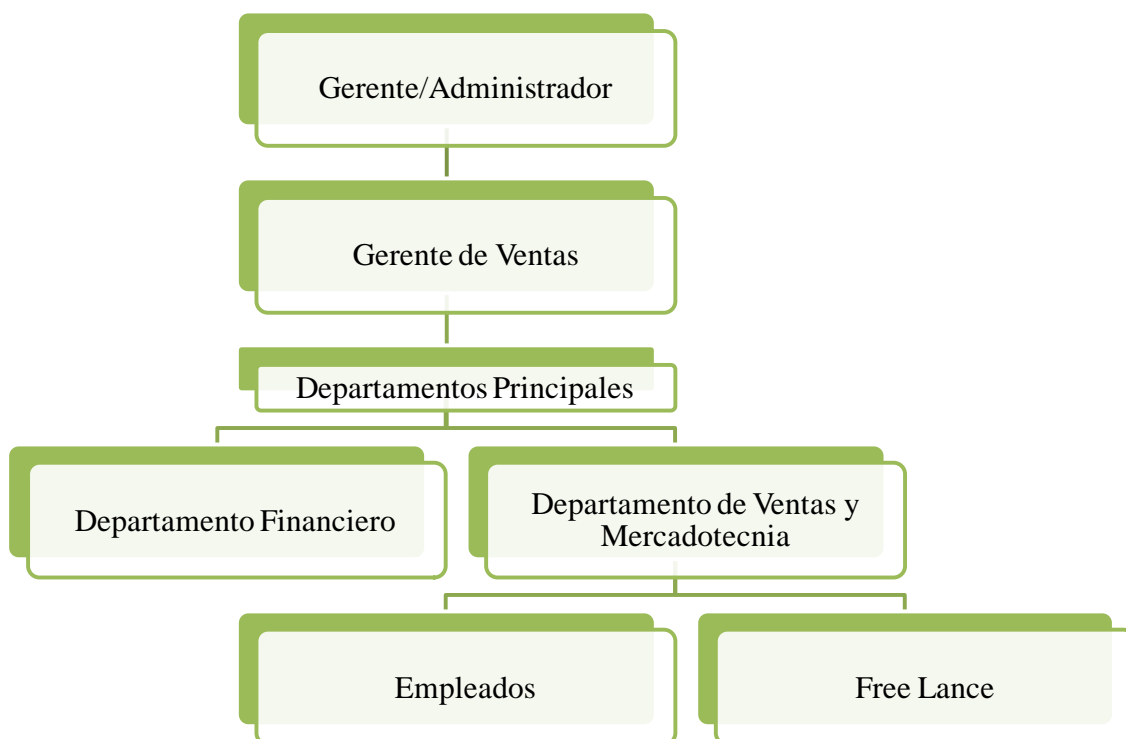 Gerente/Administrador
Gerente de Ventas
Departamentos Principales
Departamento Financiero
Departamento de Ventas y
Mercadotecnia
Empleados
Free Lance